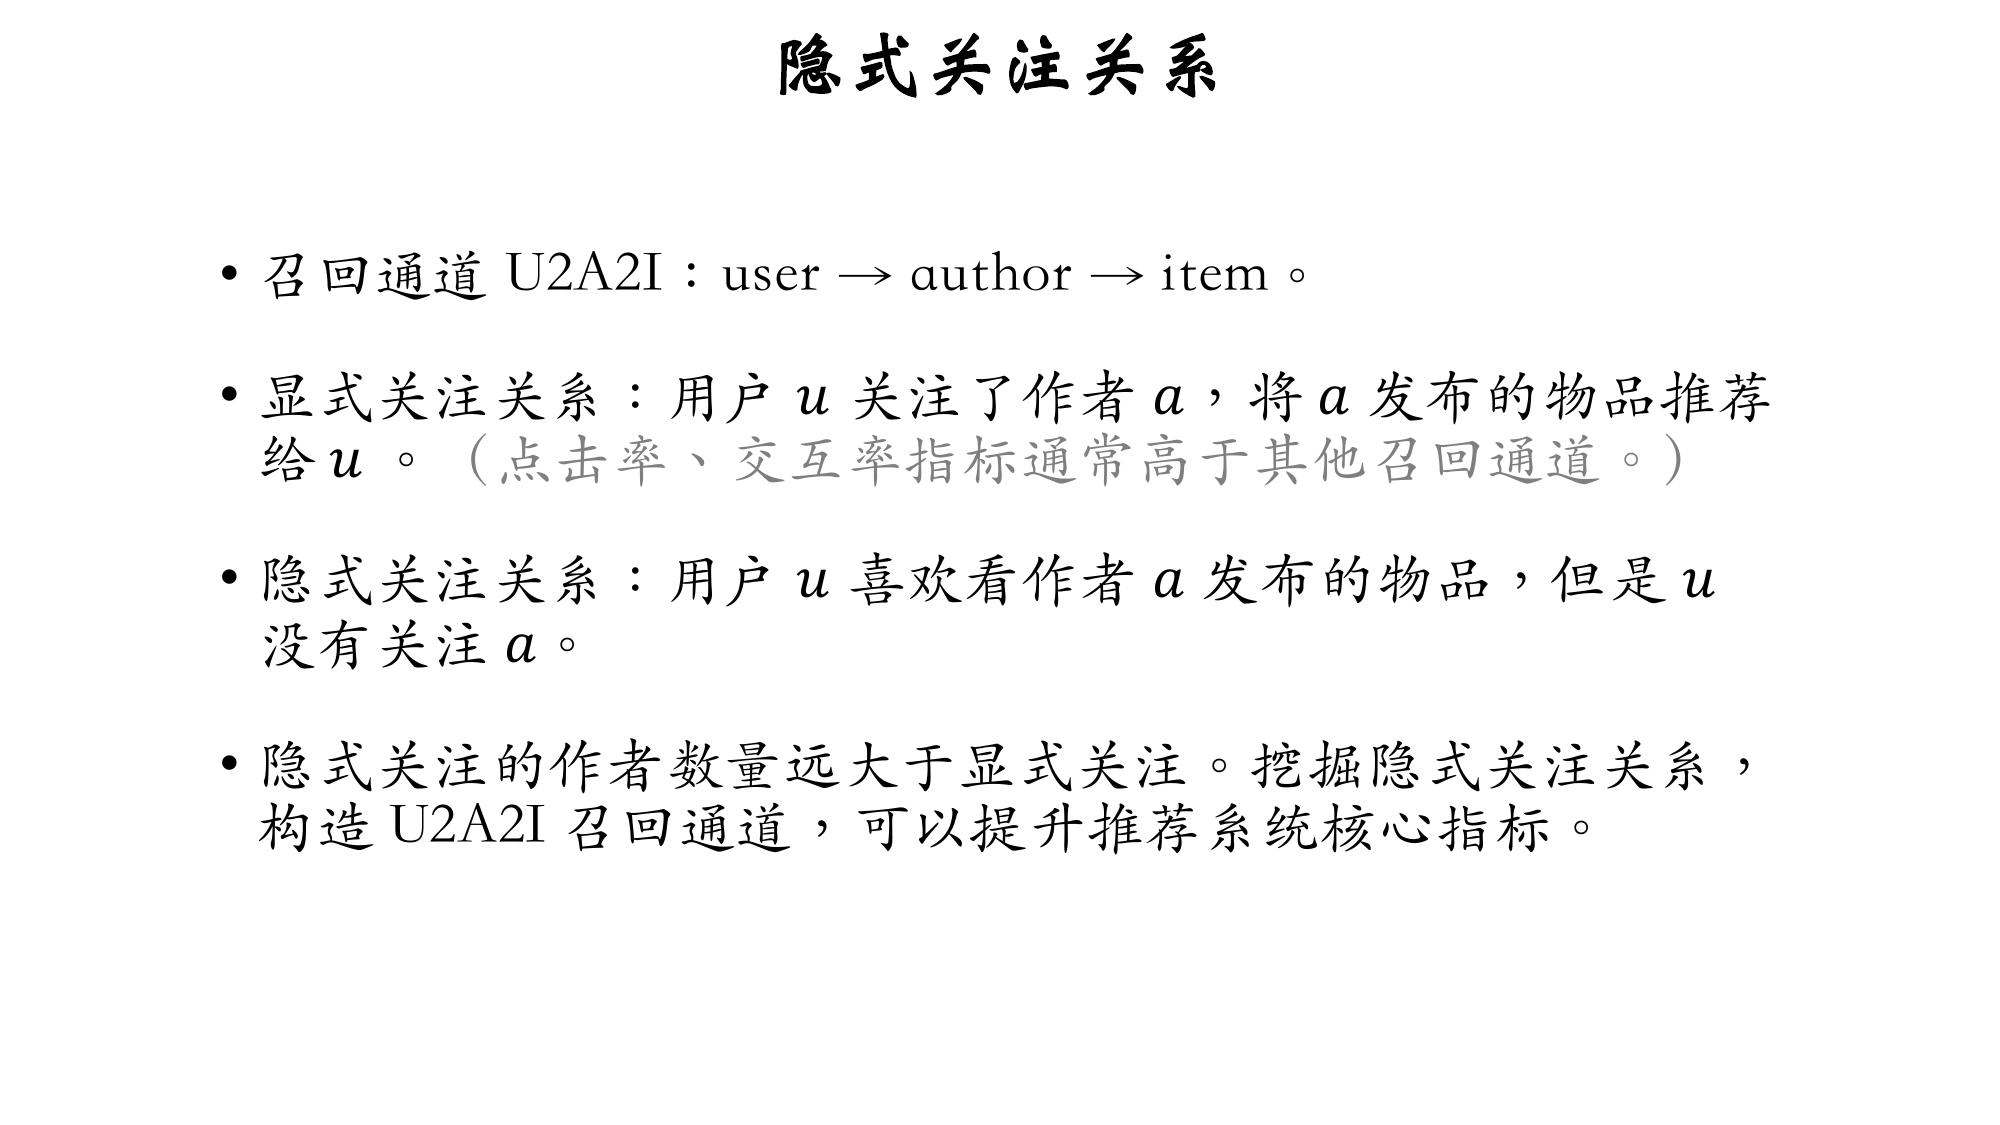 隐式关注关系
• 召回通道 U2A2I：user → author → item。
• 显式关注关系：用户 u 关注了作者 a，将 a 发布的物品推荐
给 u 。（点击率、交互率指标通常高于其他召回通道。）
• 隐式关注关系：用户 u 喜欢看作者 a 发布的物品，但是 u
没有关注 a。
• 隐式关注的作者数量远大于显式关注。挖掘隐式关注关系，
构造 U2A2I 召回通道，可以提升推荐系统核心指标。